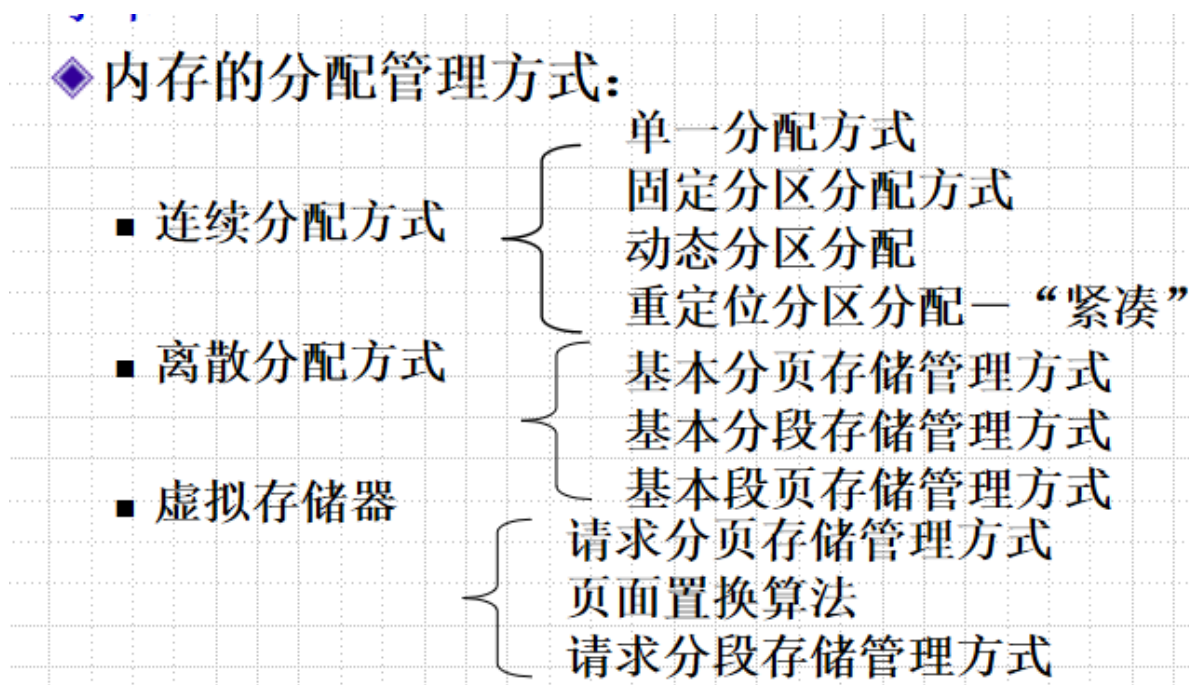 内存的分配管理方式：
连续分配方式
单一分配方式
固定分区分配方式
动态分区分配
重定位分区分配—“紧凑”
离散分配方式
基本分页存储管理方式
基本分段存储管理方式
基本段页存储管理方式
虚拟存储器
请求分页存储管理方式
页面置换算法
请求分段存储管理方式